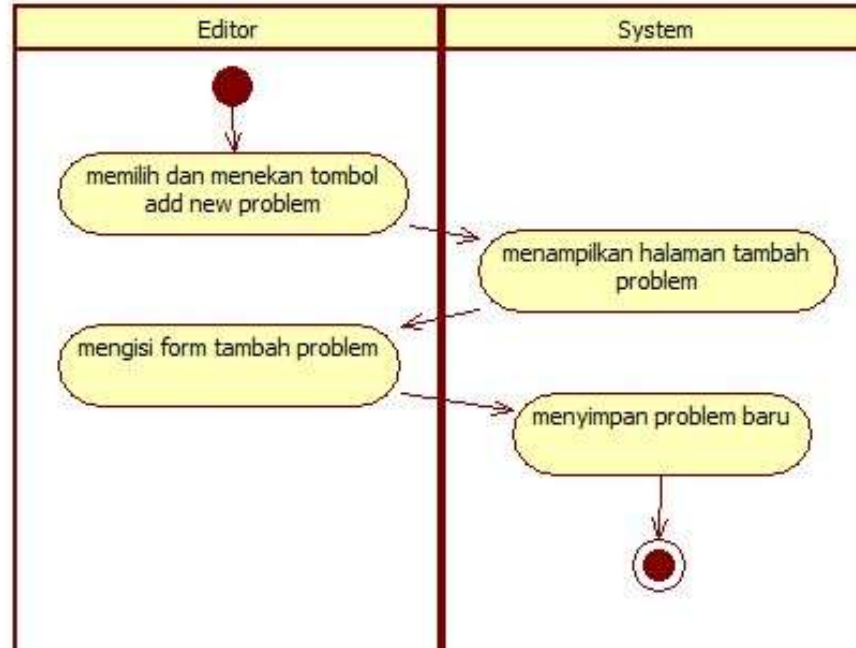 Editor
System
memilih dan menekan tombol
add new problem
menampilkan halaman tambah
problem
mengisi form tambah problem
menyimpan problem baru